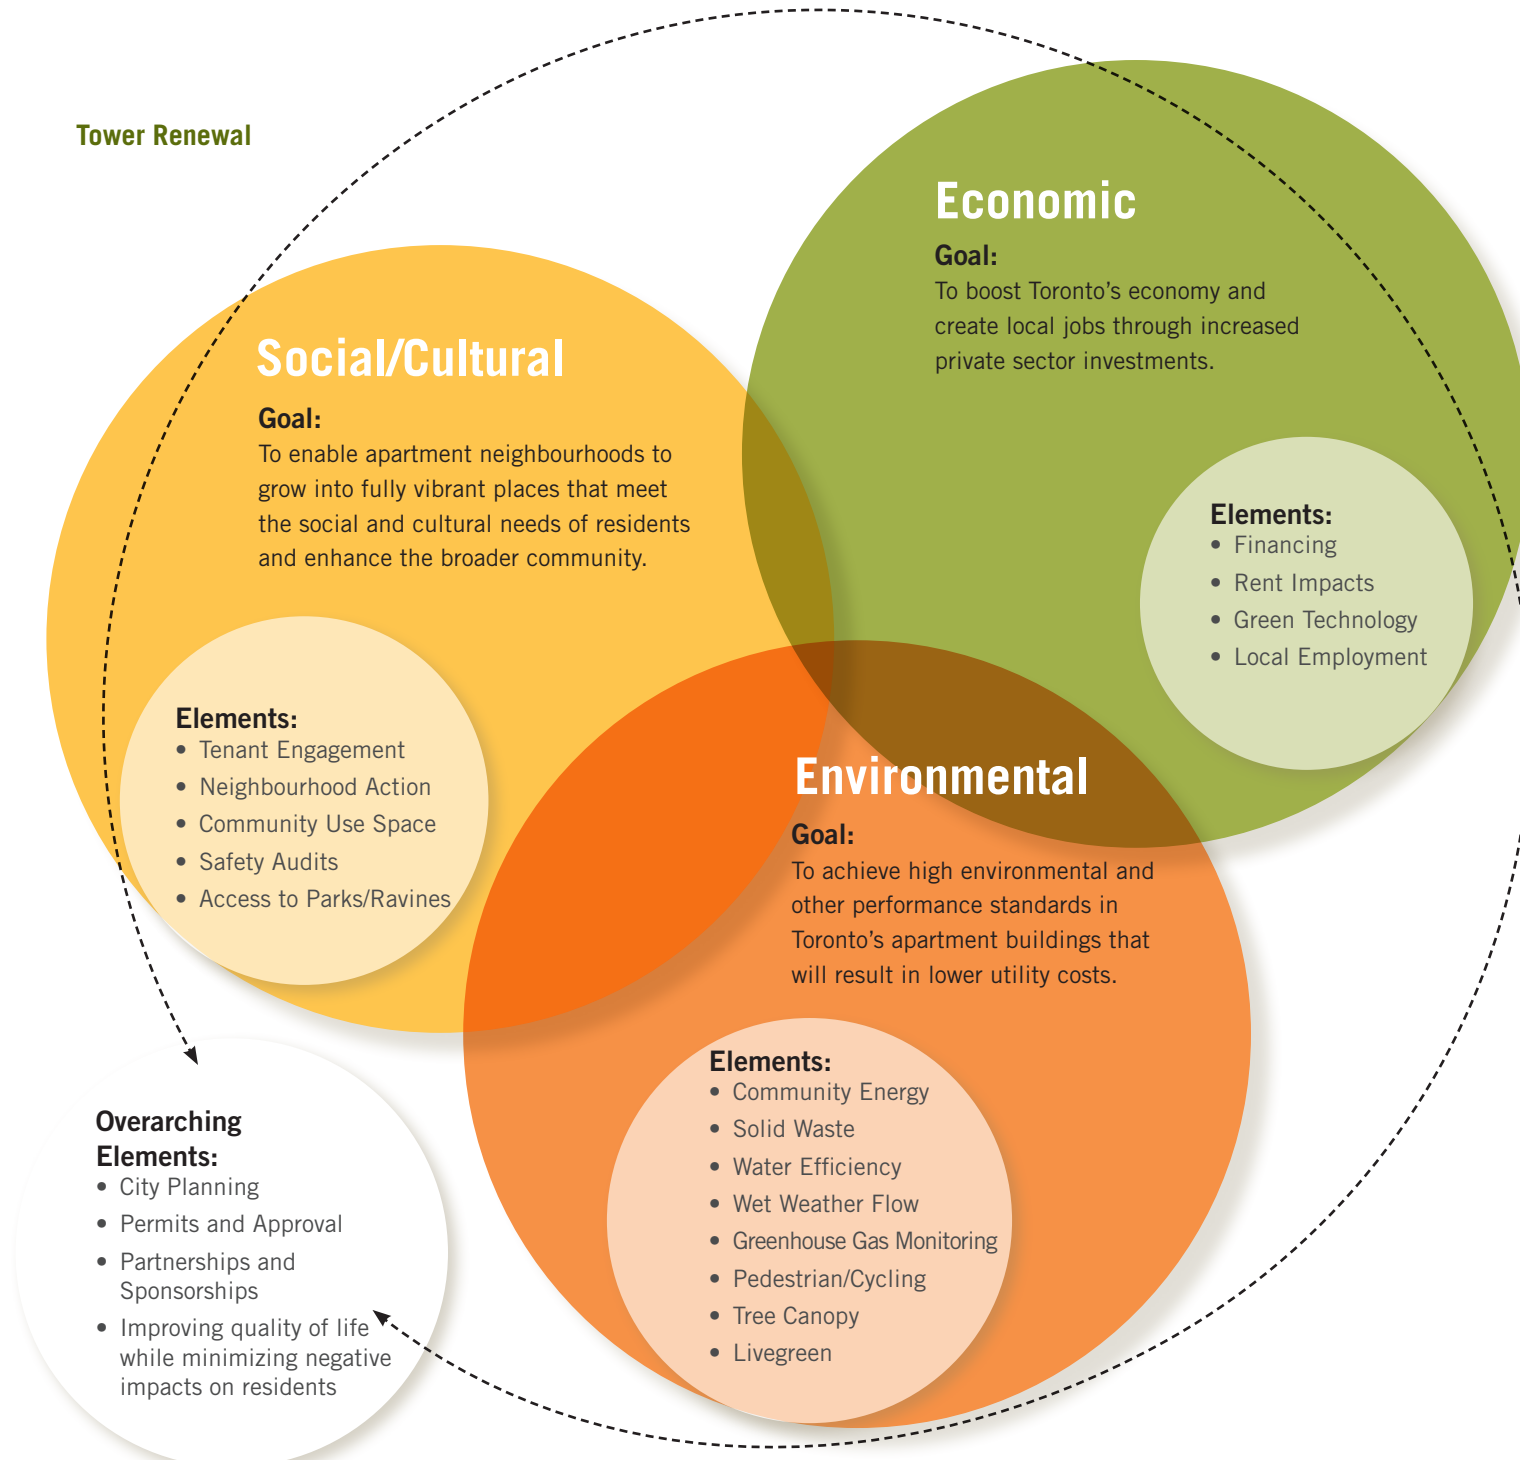 Tower Renewal
Economic
Goal:
To boost Toronto's economy and
create local jobs through increased
private sector investments.
Elements:
• Financing
• Rent Impacts
• Green Technology
• Local Employment
Social/Cultural
Goal:
To enable apartment neighbourhoods to
grow into fully vibrant places that meet
the social and cultural needs of residents
and enhance the broader community.
Elements:
• Tenant Engagement
• Neighbourhood Action
• Community Use Space
• Safety Audits
• Access to Parks/Ravines
Environmental
Goal:
To achieve high environmental and
other performance standards in
Toronto's apartment buildings that
will result in lower utility costs.
Elements:
• Community Energy
• Solid Waste
• Water Efficiency
• Wet Weather Flow
• Greenhouse Gas Monitoring
• Pedestrian/Cycling
• Tree Canopy
• Livegreen
Overarching
Elements:
• City Planning
• Permits and Approval
• Partnerships and
Sponsorships
• Improving quality of life
while minimizing negative
impacts on residents